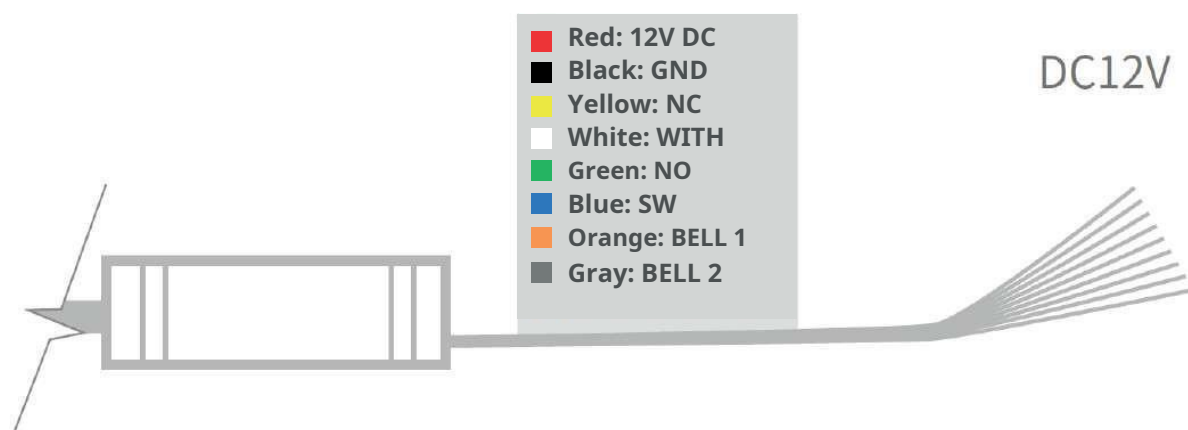 Red: 12V DC
Black: GND
Yellow: NC
White: WITH
Green: NO
Blue: SW
Orange: BELL 1
Gray: BELL 2
DC12V